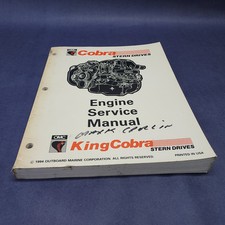 Cobra
STERN DRIVES
Engine
Service
Manual
OMC
KingCobra
STERN DRIVES
© 1994 OUTBOARD MARINE CORPORATION. ALL RIGHTS RESERVED.
PRINTED IN USA